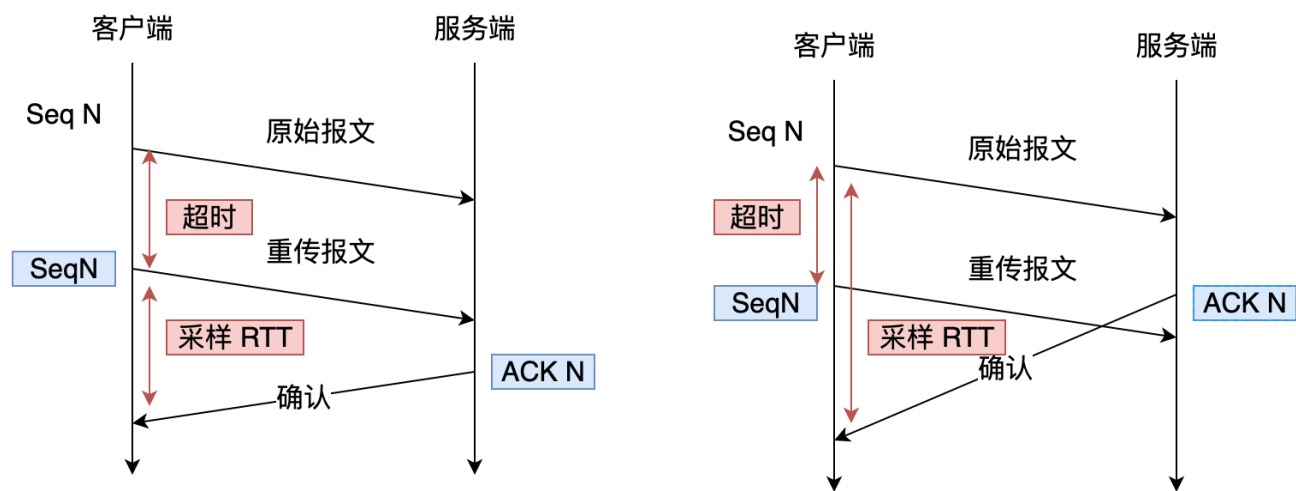 客户端
服务端
Seq N
原始报文
超时
重传报文
SeqN
采样 RTT
ACK N
确认
客户端
服务端
Seq N
原始报文
超时
重传报文
SeqN
ACK N
采样 RTT
确认